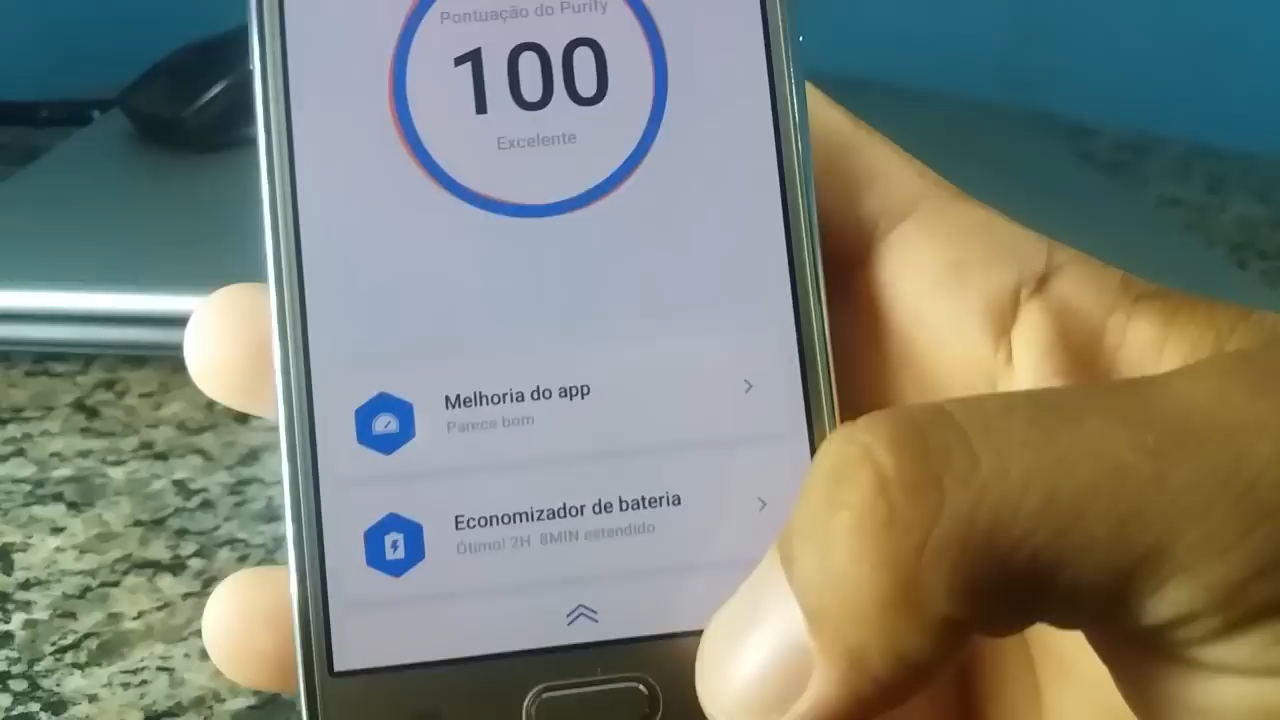 Pontuação do Purify
100
Excelente
Melhoria do app
Parece bom
Economizador de bateria
Ótimo! 2H 8MIN estendido